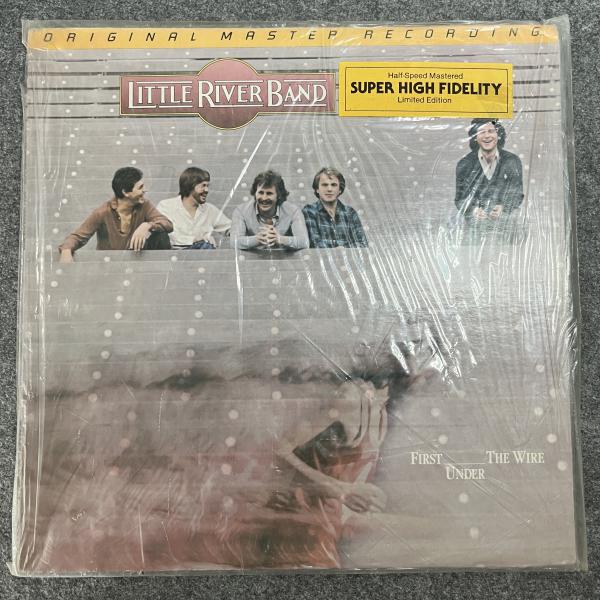 ORIGINAL MASTER RECORDING
LITTLE RIVER BAND
Half-Speed Mastered
SUPER HIGH FIDELITY
Limited Edition
FIRST THE WIRE
UNDER